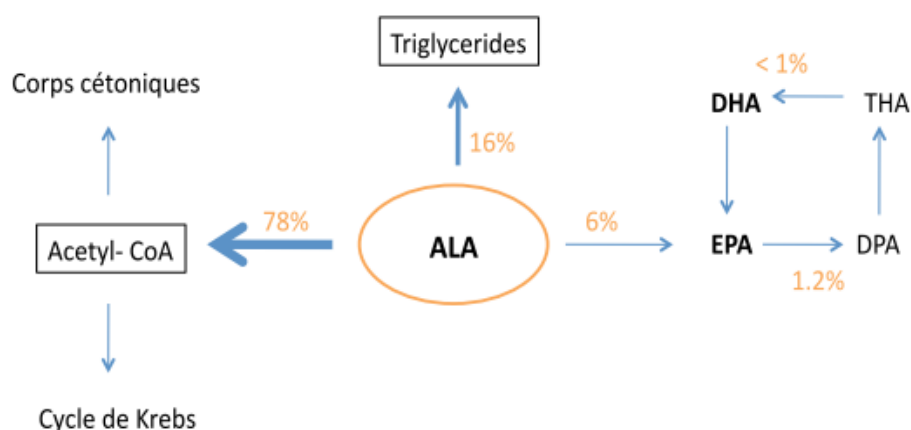 Triglycerides
< 1%
Corps cétoniques
DHA
THA
16%
78%
6%
Acetyl- CoA
ALA
EPA
DPA
1.2%
Cycle de Krebs